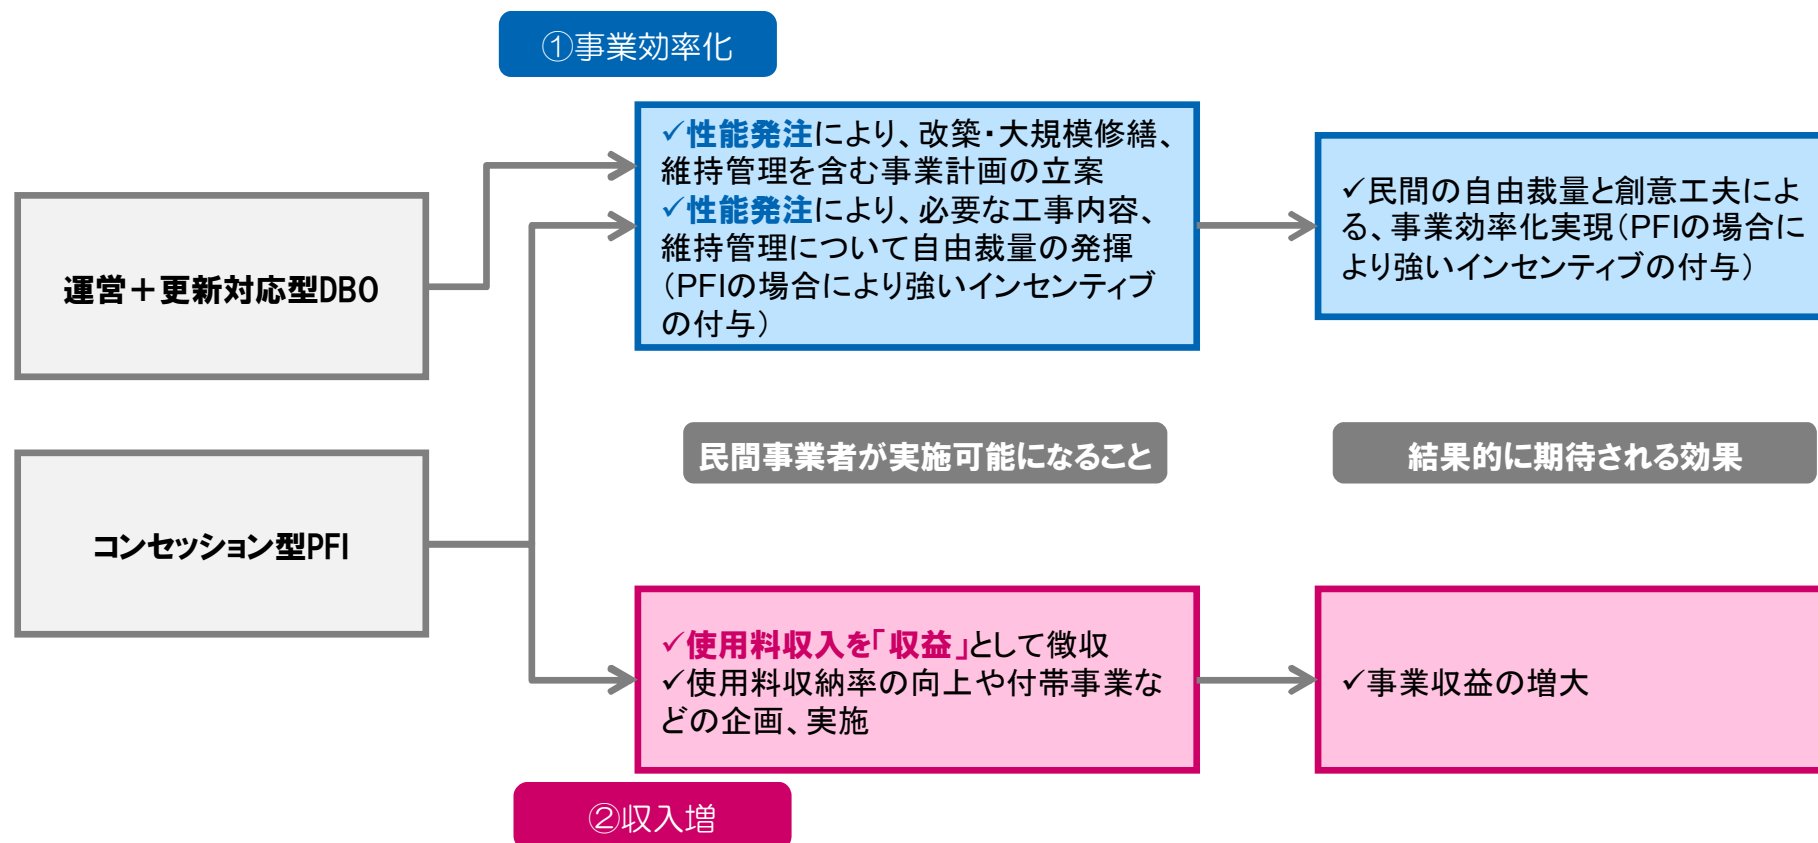 ①事業効率化
✓性能発注により、改築・大規模修繕、
維持管理を含む事業計画の立案
✓性能発注により、必要な工事内容、
維持管理について自由裁量の発揮
（PFIの場合により強いインセンティブ
の付与）
✓民間の自由裁量と創意工夫によ
る、事業効率化実現（PFIの場合に
より強いインセンティブの付与）
運営＋更新対応型DBO
民間事業者が実施可能になること
結果的に期待される効果
コンセッション型PFI
✓使用料収入を「収益」として徴収
✓使用料収納率の向上や付帯事業な
どの企画、実施
✓事業収益の増大
②収入増